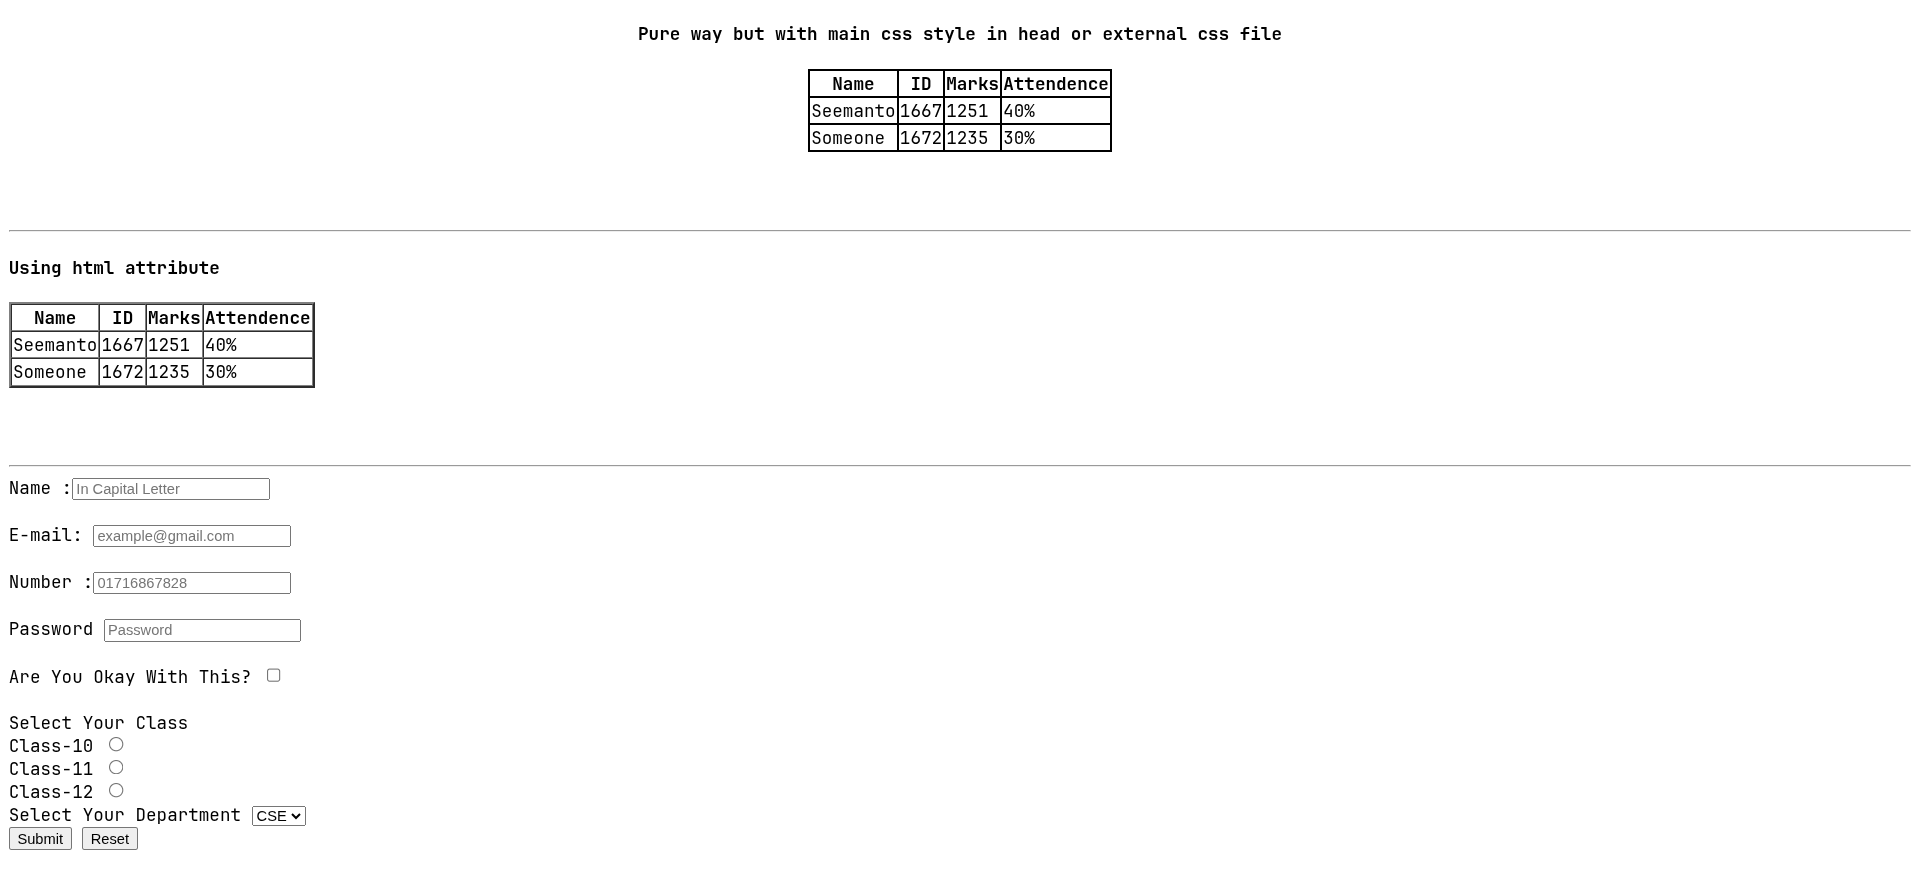 Pure way but with main css style in head or external css file
Name ID Marks Attendence
Seemanto 1667 1251 40%
Someone 1672 1235 30%
Using html attribute
Name ID Marks Attendence
Seemanto 1667 1251 40%
Someone 1672 1235 30%
Name : In Capital Letter
E-mail: example@gmail.com
Number : 01716867828
Password Password
Are You Okay With This?
Select Your Class
Class-10
Class-11
Class-12
Select Your Department CSE
Submit Reset